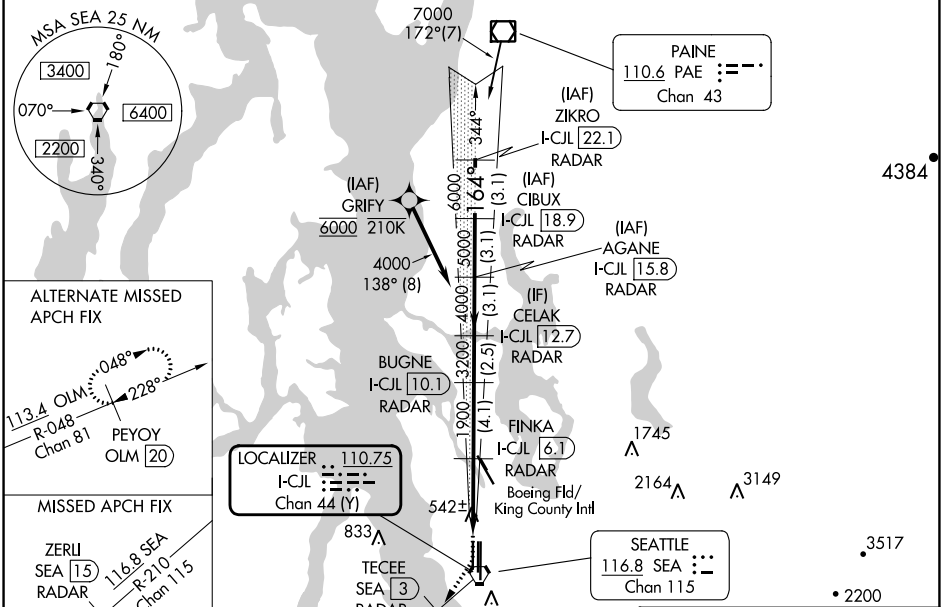 MSA SEA 25 NM
180°
3400
070°
6400
2200
340°
7000
172°(7)
PAINE
110.6 PAE
Chan 43
344°
(IAF)
ZIKRO
I-CJL 22.1
RADAR
4384
6000
164°
(3.1)
(IAF)
CIBUX
I-CJL 18.9
RADAR
(IAF)
GRIFY
6000 210K
4000
138° (8)
5000
(3.1)
(IAF)
AGANE
I-CJL 15.8
RADAR
4000
(3.1)
(IF)
CELAK
I-CJL 12.7
RADAR
3200
(2.5)
BUGNE
I-CJL 10.1
RADAR
1900
(4.1)
FINKA
I-CJL 6.1
RADAR
Boeing Fld/
King County Intl
1745
2164
3149
ALTERNATE MISSED
APCH FIX
048°
228°
113.4 OLM
R-048
Chan 81
PEYOY
OLM 20
LOCALIZER 110.75
I-CJL
Chan 44 (Y)
542±
833
MISSED APCH FIX
ZERLI
SEA 15
RADAR
116.8 SEA
R-210
Chan 115
TECEE
SEA 3
RADAR
SEATTLE
116.8 SEA
Chan 115
3517
2200